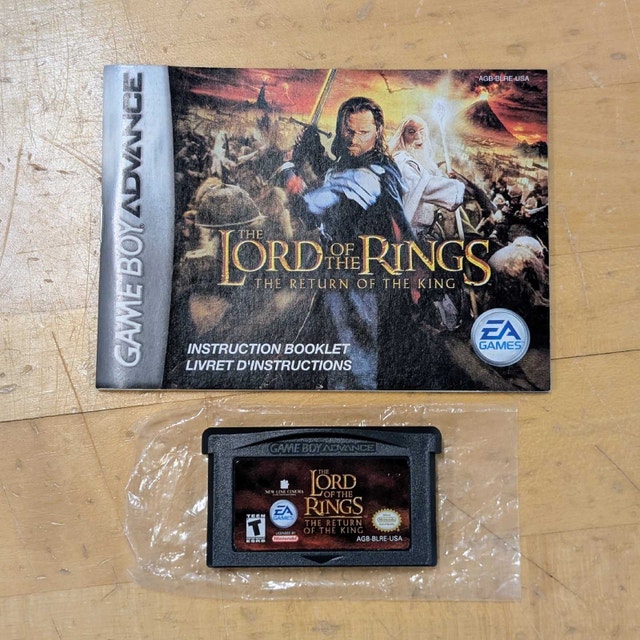 AGB-BLRE-USA
GAME BOY ADVANCE
THE
LORD OF THE RINGS
THE RETURN OF THE KING
EA
GAMES
INSTRUCTION BOOKLET
LIVRET D'INSTRUCTIONS
GAME BOY ADVANCE
THE
LORD
OF THE
RINGS
THE RETURN
OF THE KING
NEW LINE CINEMA
EA
GAMES
TEEN
T
ESRB
Nintendo
Nintendo
AGB-BLRE-USA